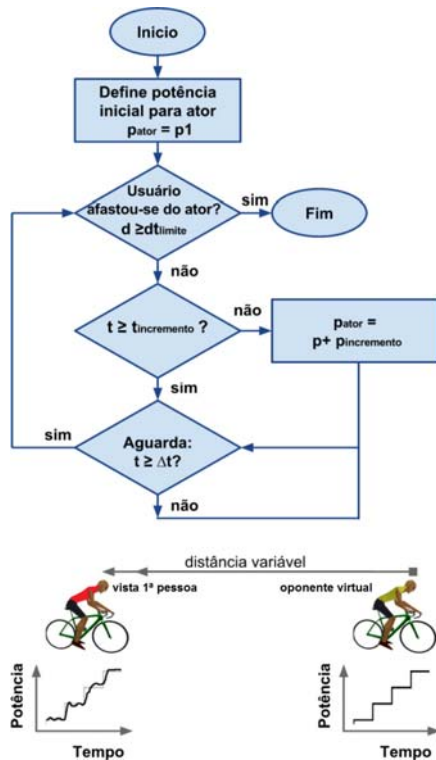 Inicio
Define potência
inicial para ator
pator = p1
Usuário
afastou-se do ator?
d ≥dtlimite
sim
Fim
não
t ≥ tincremento ?
não
pator =
p+ pincremento
sim
sim
Aguarda:
t ≥ Δt?
não
distância variável
vista 1ª pessoa
oponente virtual
Potência
Tempo
Potência
Tempo